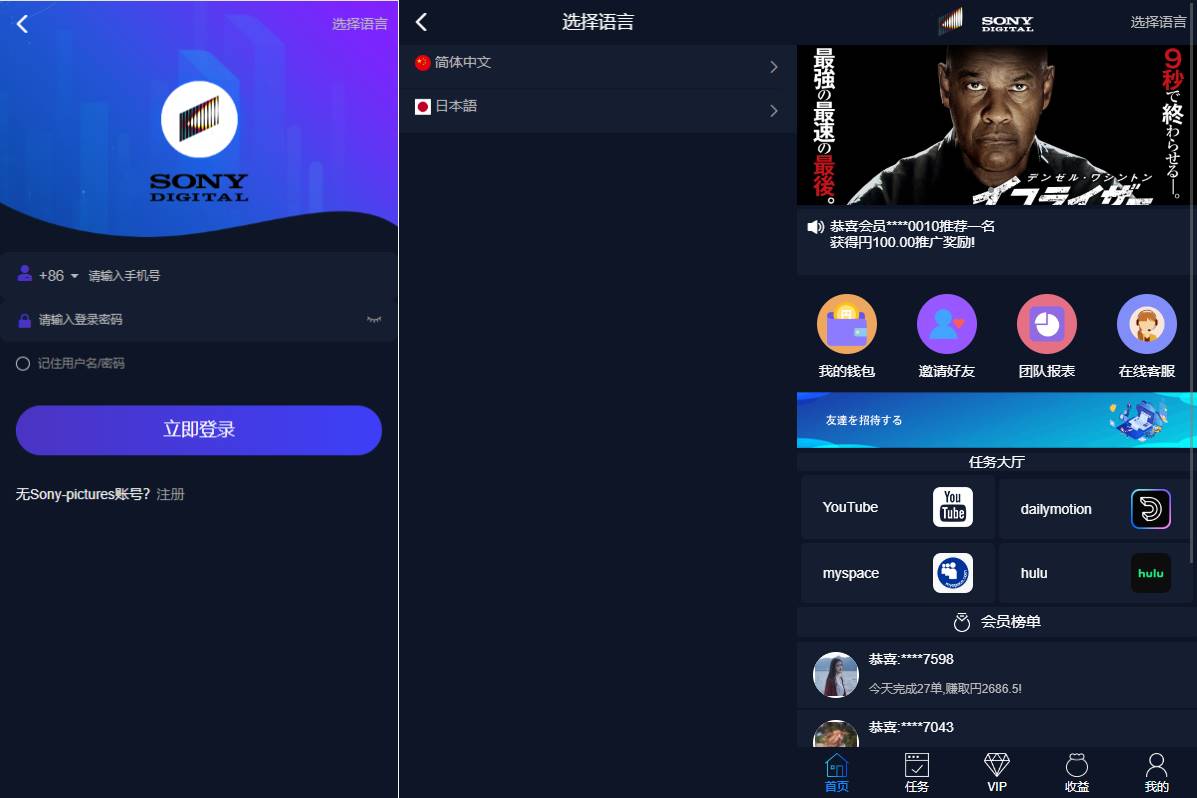 选择语言
SONY
DIGITAL
+86 请输入手机号
请输入登录密码
记住用户名/密码
立即登录
无Sony-pictures账号? 注册
选择语言
简体中文
日本語
SONY
DIGITAL
选择语言
最強の最速の最後。
9秒で終わらせる—。
デンゼル・ワシントン
イコライザー
恭喜会员****0010推荐一名
获得円100.00推广奖励!
我的钱包
邀请好友
团队报表
在线客服
友達を招待する
任务大厅
YouTube
You
Tube
dailymotion
myspace
hulu
hulu
会员榜单
恭喜:****7598
今天完成27单,赚取円2686.5!
恭喜:****7043
首页
任务
VIP
收益
我的